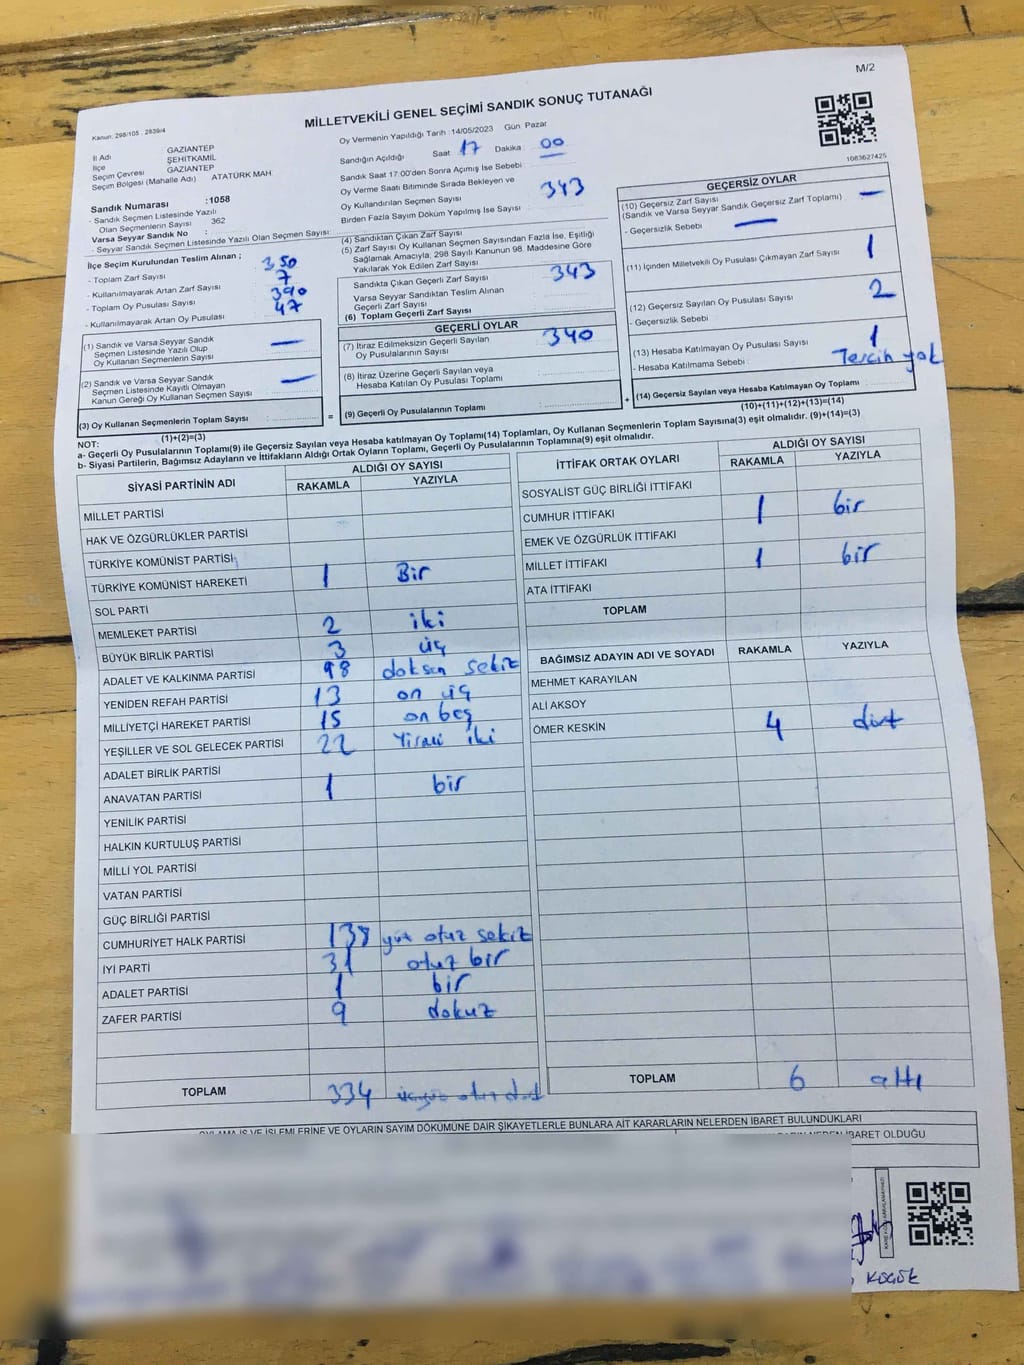 M/2
MİLLETVEKİLİ GENEL SEÇİMİ SANDIK SONUÇ TUTANAĞI
Kanun: 298/105 , 2839/4
İl Adı : GAZİANTEP
İlçe : ŞEHİTKAMİL
Seçim Çevresi : GAZİANTEP
Seçim Bölgesi (Mahalle Adı) : ATATÜRK MAH
Sandık Numarası :1058
- Sandık Seçmen Listesinde Yazılı
Olan Seçmenlerin Sayısı : 362
Varsa Seyyar Sandık No :
- Seyyar Sandık Seçmen Listesinde Yazılı Olan Seçmen Sayısı:
İlçe Seçim Kurulundan Teslim Alınan ;
- Toplam Zarf Sayısı : 350
- Kullanılmayarak Artan Zarf Sayısı : 7
- Toplam Oy Pusulası Sayısı : 390
- Kullanılmayarak Artan Oy Pusulası : 47
(1) Sandık ve Varsa Seyyar Sandık
Seçmen Listesinde Yazılı Olup
Oy Kullanan Seçmenlerin Sayısı : —
(2) Sandık ve Varsa Seyyar Sandık
Seçmen Listesinde Kayıtlı Olmayan
Kanun Gereği Oy Kullanan Seçmen Sayısı : —
(3) Oy Kullanan Seçmenlerin Toplam Sayısı :
(1)+(2)=(3)
Oy Vermenin Yapıldığı Tarih :14/05/2023 Gün Pazar
Sandığın Açıldığı Saat : 17 Dakika : 00
Sandık Saat 17.00'den Sonra Açımış İse Sebebi :
Oy Verme Saati Bitiminde Sırada Bekleyen ve
Oy Kullandırılan Seçmen Sayısı : 343
Birden Fazla Sayım Döküm Yapılmış İse Sayısı :
(4) Sandıktan Çıkan Zarf Sayısı :
(5) Zarf Sayısı Oy Kullanan Seçmen Sayısından Fazla İse, Eşitliği
Sağlamak Amacıyla, 298 Sayılı Kanunun 98. Maddesine Göre
Yakılarak Yok Edilen Zarf Sayısı :
Sandıkta Çıkan Geçerli Zarf Sayısı : 343
Varsa Seyyar Sandıktan Teslim Alınan
Geçerli Zarf Sayısı :
(6) Toplam Geçerli Zarf Sayısı :
GEÇERLİ OYLAR
(7) İtiraz Edilmeksizin Geçerli Sayılan
Oy Pusulalarının Sayısı : 340
(8) İtiraz Üzerine Geçerli Sayılan veya
Hesaba Katılan Oy Pusulası Toplamı :
= (9) Geçerli Oy Pusulalarının Toplamı :
1083627425
GEÇERSİZ OYLAR
(10) Geçersiz Zarf Sayısı : —
(Sandık ve Varsa Seyyar Sandık Geçersiz Zarf Toplamı)
- Geçersizlik Sebebi : —
(11) İçinden Milletvekili Oy Pusulası Çıkmayan Zarf Sayısı : 1
(12) Geçersiz Sayılan Oy Pusulası Sayısı : 2
- Geçersizlik Sebebi :
(13) Hesaba Katılmayan Oy Pusulası Sayısı : 1
- Hesaba Katılmama Sebebi : Tercih yok
+ (14) Geçersiz Sayılan veya Hesaba Katılmayan Oy Toplamı :
(10)+(11)+(12)+(13)=(14)
NOT:
a- Geçerli Oy Pusulalarının Toplamı(9) ile Geçersiz Sayılan veya Hesaba katılmayan Oy Toplamı(14) Toplamları, Oy Kullanan Seçmenlerin Toplam Sayısına(3) eşit olmalıdır. (9)+(14)=(3)
b- Siyasi Partilerin, Bağımsız Adayların ve İttifakların Aldığı Ortak Oyların Toplamı, Geçerli Oy Pusulalarının Toplamına(9) eşit olmalıdır.
SİYASİ PARTİNİN ADI ALDIĞI OY SAYISI
RAKAMLA YAZIYLA
MİLLET PARTİSİ
HAK VE ÖZGÜRLÜKLER PARTİSİ
TÜRKİYE KOMÜNİST PARTİSİ
TÜRKİYE KOMÜNİST HAREKETİ 1 Bir
SOL PARTİ
MEMLEKET PARTİSİ 2 iki
BÜYÜK BİRLİK PARTİSİ 3 üç
ADALET VE KALKINMA PARTİSİ 98 doksen sekiz
YENİDEN REFAH PARTİSİ 13 on üç
MİLLİYETÇİ HAREKET PARTİSİ 15 on beş
YEŞİLLER VE SOL GELECEK PARTİSİ 22 Yirmi iki
ADALET BİRLİK PARTİSİ
ANAVATAN PARTİSİ 1 bir
YENİLİK PARTİSİ
HALKIN KURTULUŞ PARTİSİ
MİLLİ YOL PARTİSİ
VATAN PARTİSİ
GÜÇ BİRLİĞİ PARTİSİ
CUMHURİYET HALK PARTİSİ 138 yüz otuz sekiz
İYİ PARTİ 31 otuz bir
ADALET PARTİSİ 1 bir
ZAFER PARTİSİ 9 dokuz
TOPLAM 334 üçyüz otuz dört
İTTİFAK ORTAK OYLARI ALDIĞI OY SAYISI
RAKAMLA YAZIYLA
SOSYALİST GÜÇ BİRLİĞİ İTTİFAKI
CUMHUR İTTİFAKI 1 bir
EMEK VE ÖZGÜRLÜK İTTİFAKI
MİLLET İTTİFAKI 1 bir
ATA İTTİFAKI
TOPLAM
BAĞIMSIZ ADAYIN ADI VE SOYADI RAKAMLA YAZIYLA
MEHMET KARAYILAN
ALİ AKSOY
ÖMER KESKİN 4 dört
TOPLAM 6 altı
OYLAMA İŞ VE İŞLEMLERİNE VE OYLARIN SAYIM DÖKÜMÜNE DAİR ŞİKAYETLERLE BUNLARA AİT KARARLARIN NELERDEN İBARET BULUNDUKLARI
NEDEN İBARET OLDUĞU